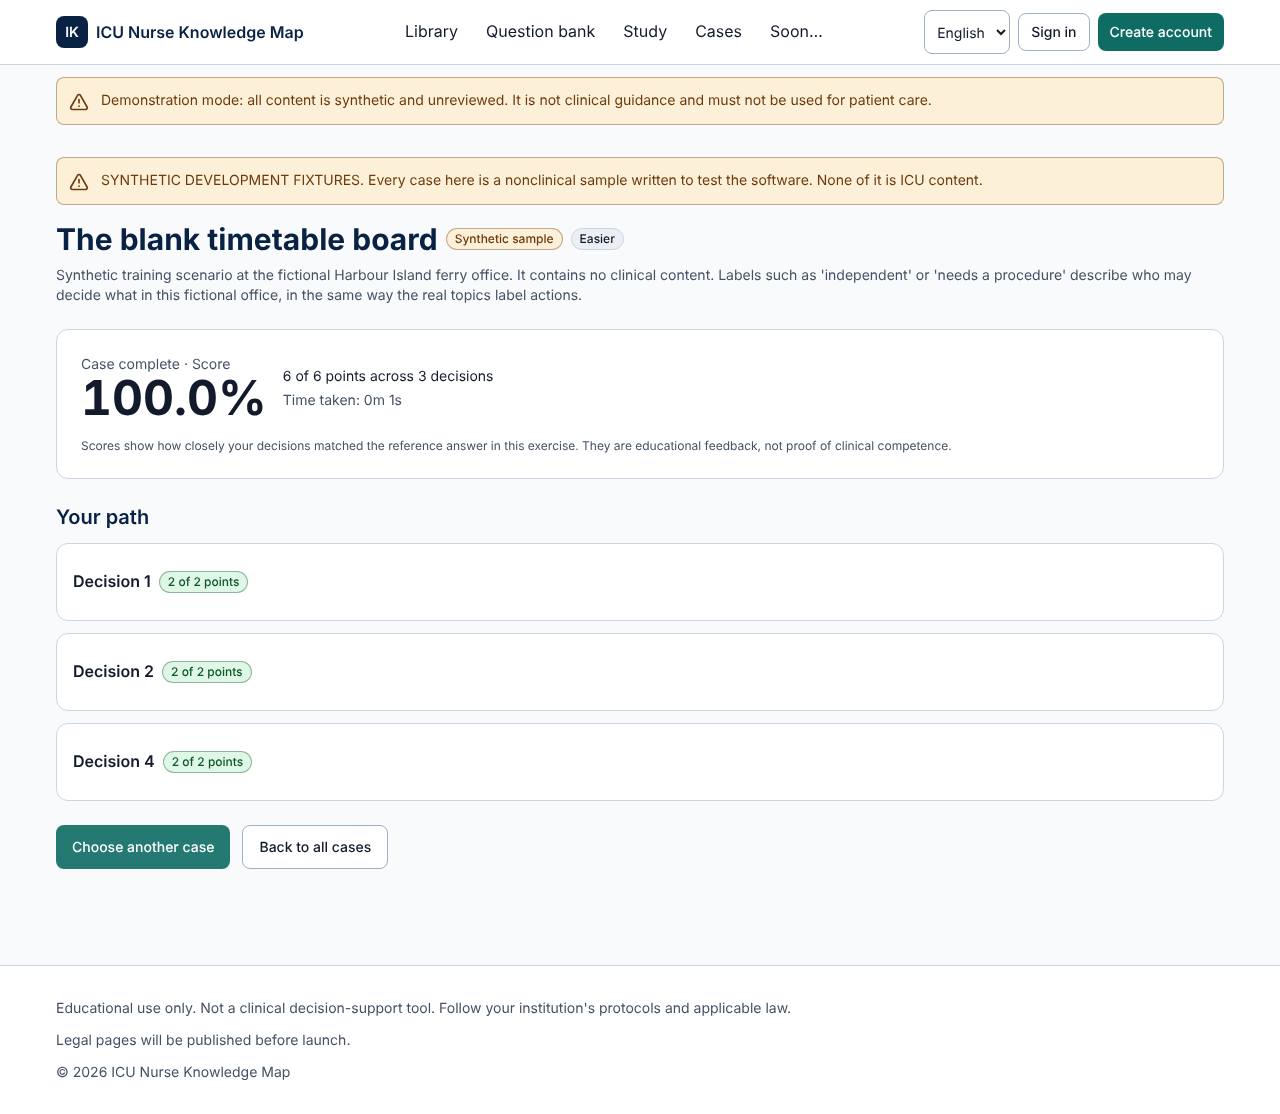 IK
ICU Nurse Knowledge Map
Library
Question bank
Study
Cases
Soon…
English
Sign in
Create account
Demonstration mode: all content is synthetic and unreviewed. It is not clinical guidance and must not be used for patient care.
SYNTHETIC DEVELOPMENT FIXTURES. Every case here is a nonclinical sample written to test the software. None of it is ICU content.
The blank timetable board
Synthetic sample
Easier
Synthetic training scenario at the fictional Harbour Island ferry office. It contains no clinical content. Labels such as 'independent' or 'needs a procedure' describe who may
decide what in this fictional office, in the same way the real topics label actions.
Case complete · Score
100.0%
6 of 6 points across 3 decisions
Time taken: 0m 1s
Scores show how closely your decisions matched the reference answer in this exercise. They are educational feedback, not proof of clinical competence.
Your path
Decision 1
2 of 2 points
Decision 2
2 of 2 points
Decision 4
2 of 2 points
Choose another case
Back to all cases
Educational use only. Not a clinical decision-support tool. Follow your institution's protocols and applicable law.
Legal pages will be published before launch.
© 2026 ICU Nurse Knowledge Map